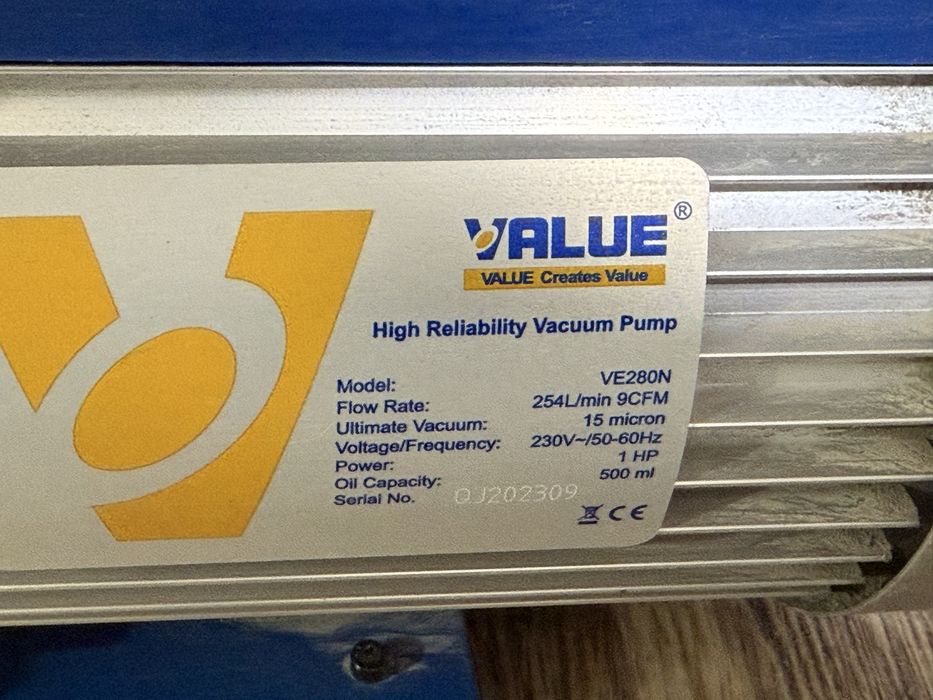 VALUE®
VALUE Creates Value
High Reliability Vacuum Pump
Model: VE280N
Flow Rate: 254L/min 9CFM
Ultimate Vacuum: 15 micron
Voltage/Frequency: 230V~/50-60Hz
Power: 1 HP
Oil Capacity: 500 ml
Serial No. OJ202309
CE